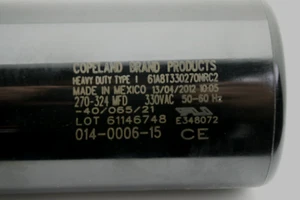 COPELAND BRAND PRODUCTS
HEAVY DUTY TYPE I 61A8T330270NRC2
MADE IN MEXICO 13/04/2012 10:05
270-324 MFD 330VAC 50-60 Hz
-40/065/21
LOT 61146748 E348072
014-0006-15 CE